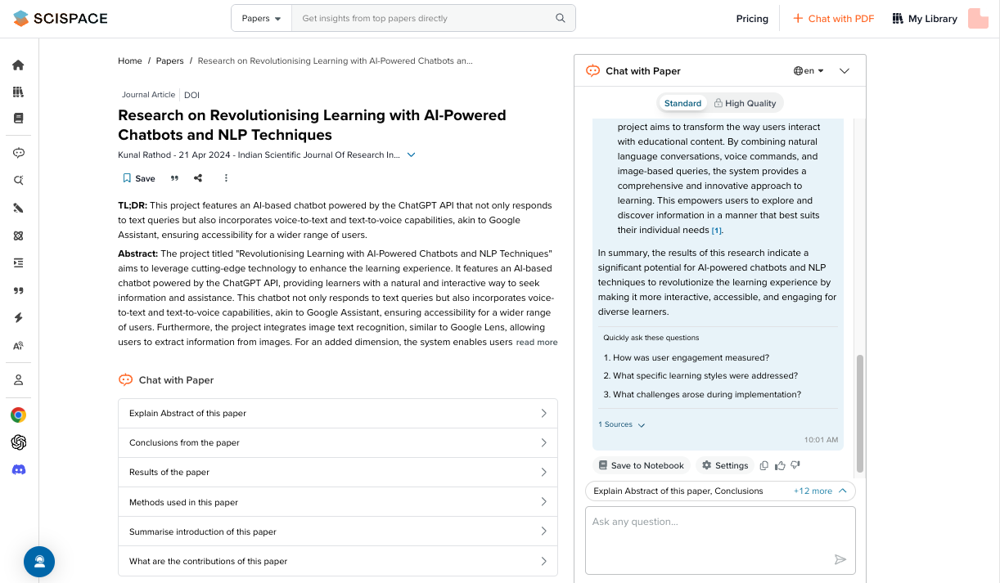 SCISPACE
Papers
Get insights from top papers directly
Pricing
Chat with PDF
My Library
Home / Papers / Research on Revolutionising Learning with AI-Powered Chatbots an...
Journal Article
DOI
Research on Revolutionising Learning with AI-Powered
Chatbots and NLP Techniques
Kunal Rathod - 21 Apr 2024 - Indian Scientific Journal Of Research In...
Save
TL;DR: This project features an AI-based chatbot powered by the ChatGPT API that not only responds
to text queries but also incorporates voice-to-text and text-to-voice capabilities, akin to Google
Assistant, ensuring accessibility for a wider range of users.
Abstract: The project titled "Revolutionising Learning with AI-Powered Chatbots and NLP Techniques"
aims to leverage cutting-edge technology to enhance the learning experience. It features an AI-based
chatbot powered by the ChatGPT API, providing learners with a natural and interactive way to seek
information and assistance. This chatbot not only responds to text queries but also incorporates voice-
to-text and text-to-voice capabilities, akin to Google Assistant, ensuring accessibility for a wider range
of users. Furthermore, the project integrates image text recognition, similar to Google Lens, allowing
users to extract information from images. For an added dimension, the system enables users read more
Chat with Paper
Explain Abstract of this paper
Conclusions from the paper
Results of the paper
Methods used in this paper
Summarise introduction of this paper
What are the contributions of this paper
Chat with Paper
en
Standard
High Quality
project aims to transform the way users interact
with educational content. By combining natural
language conversations, voice commands, and
image-based queries, the system provides a
comprehensive and innovative approach to
learning. This empowers users to explore and
discover information in a manner that best suits
their individual needs [1].
In summary, the results of this research indicate a
significant potential for AI-powered chatbots and NLP
techniques to revolutionize the learning experience by
making it more interactive, accessible, and engaging for
diverse learners.
Quickly ask these questions
1. How was user engagement measured?
2. What specific learning styles were addressed?
3. What challenges arose during implementation?
1 Sources
10:01 AM
Save to Notebook
Settings
Explain Abstract of this paper, Conclusions
+12 more
Ask any question...